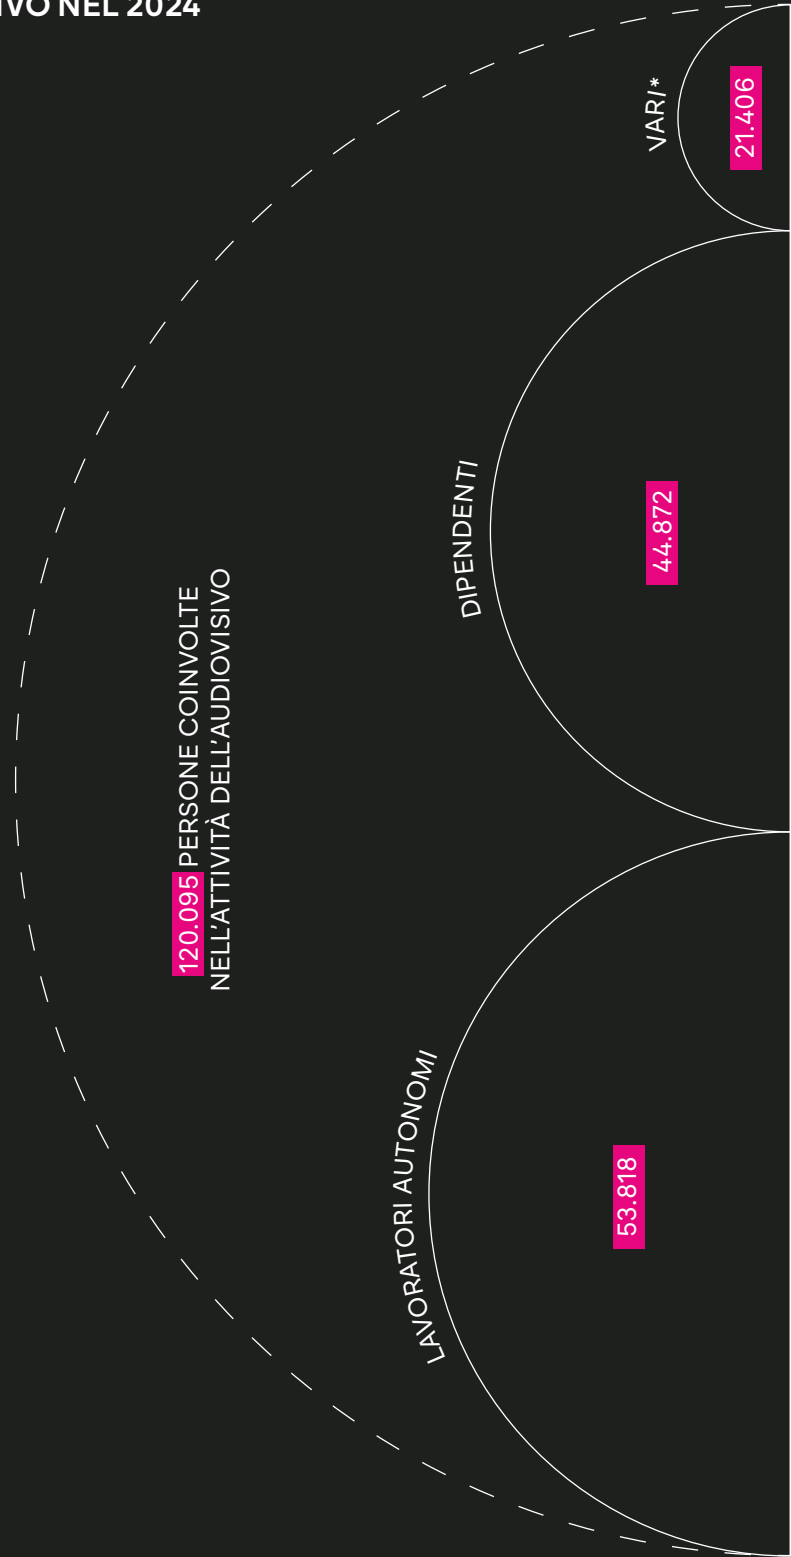 IVO NEL 2024
120.095 PERSONE COINVOLTE
NELL'ATTIVITÀ DELL'AUDIOVISIVO
LAVORATORI AUTONOMI
53.818
DIPENDENTI
44.872
VARI*
21.406